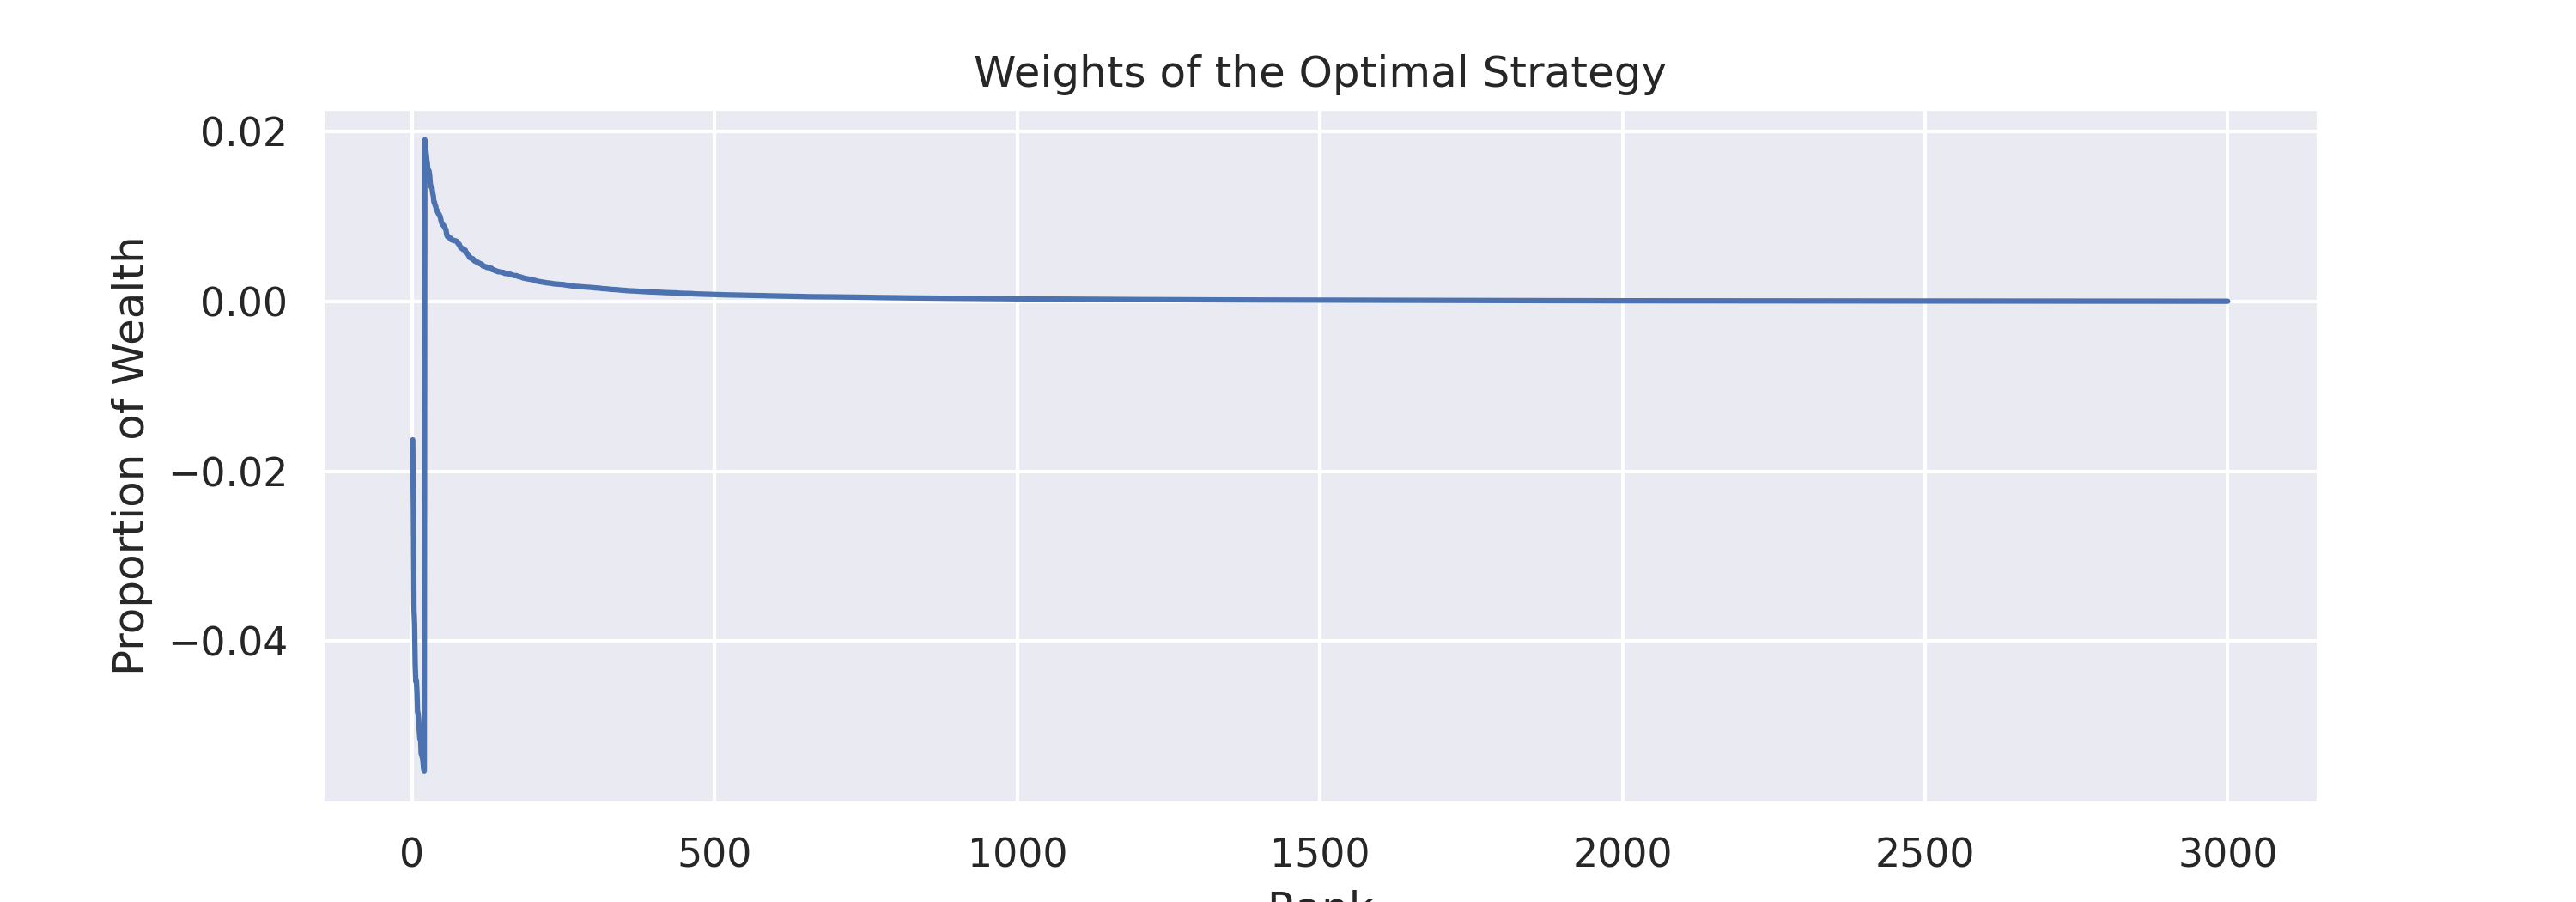 Weights of the Optimal Strategy
0.02
0.00
−0.02
−0.04
Proportion of Wealth
0 500 1000 1500 2000 2500 3000
Rank